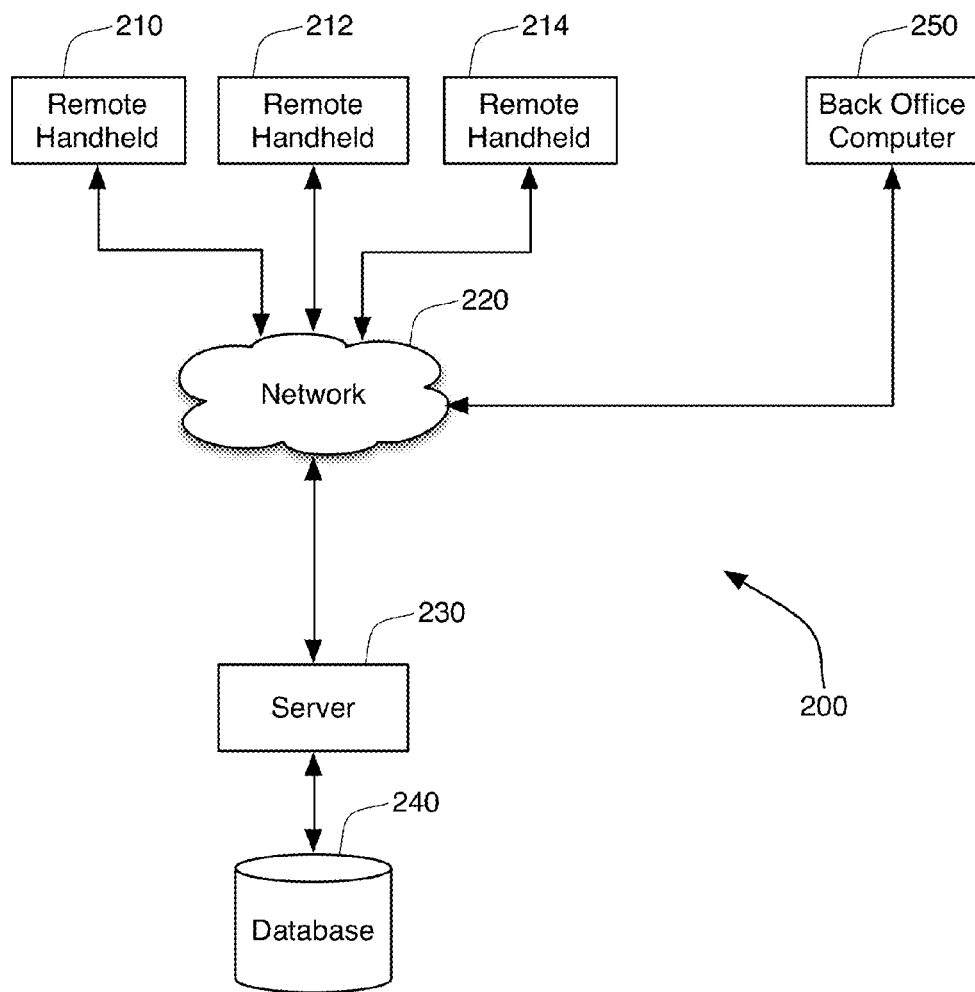 210
212
214
250
Remote
Handheld
Remote
Handheld
Remote
Handheld
Back Office
Computer
220
Network
230
Server
200
240
Database